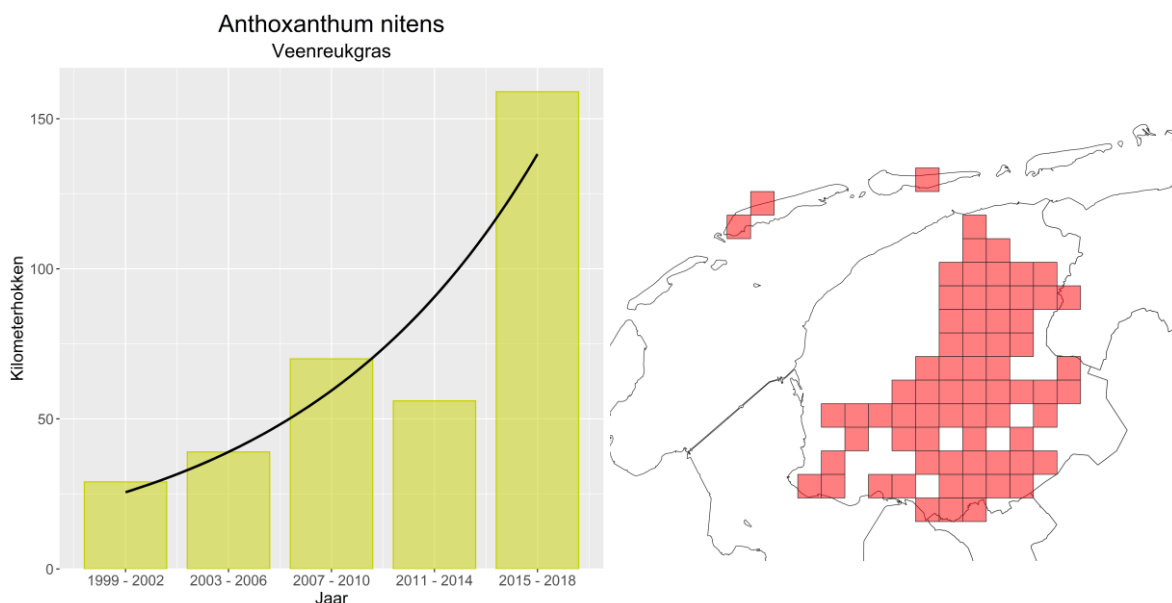 Anthoxanthum nitens
Veenreukgras
Kilometerhokken
150
100
50
0
1999 - 2002
2003 - 2006
2007 - 2010
2011 - 2014
2015 - 2018
Jaar